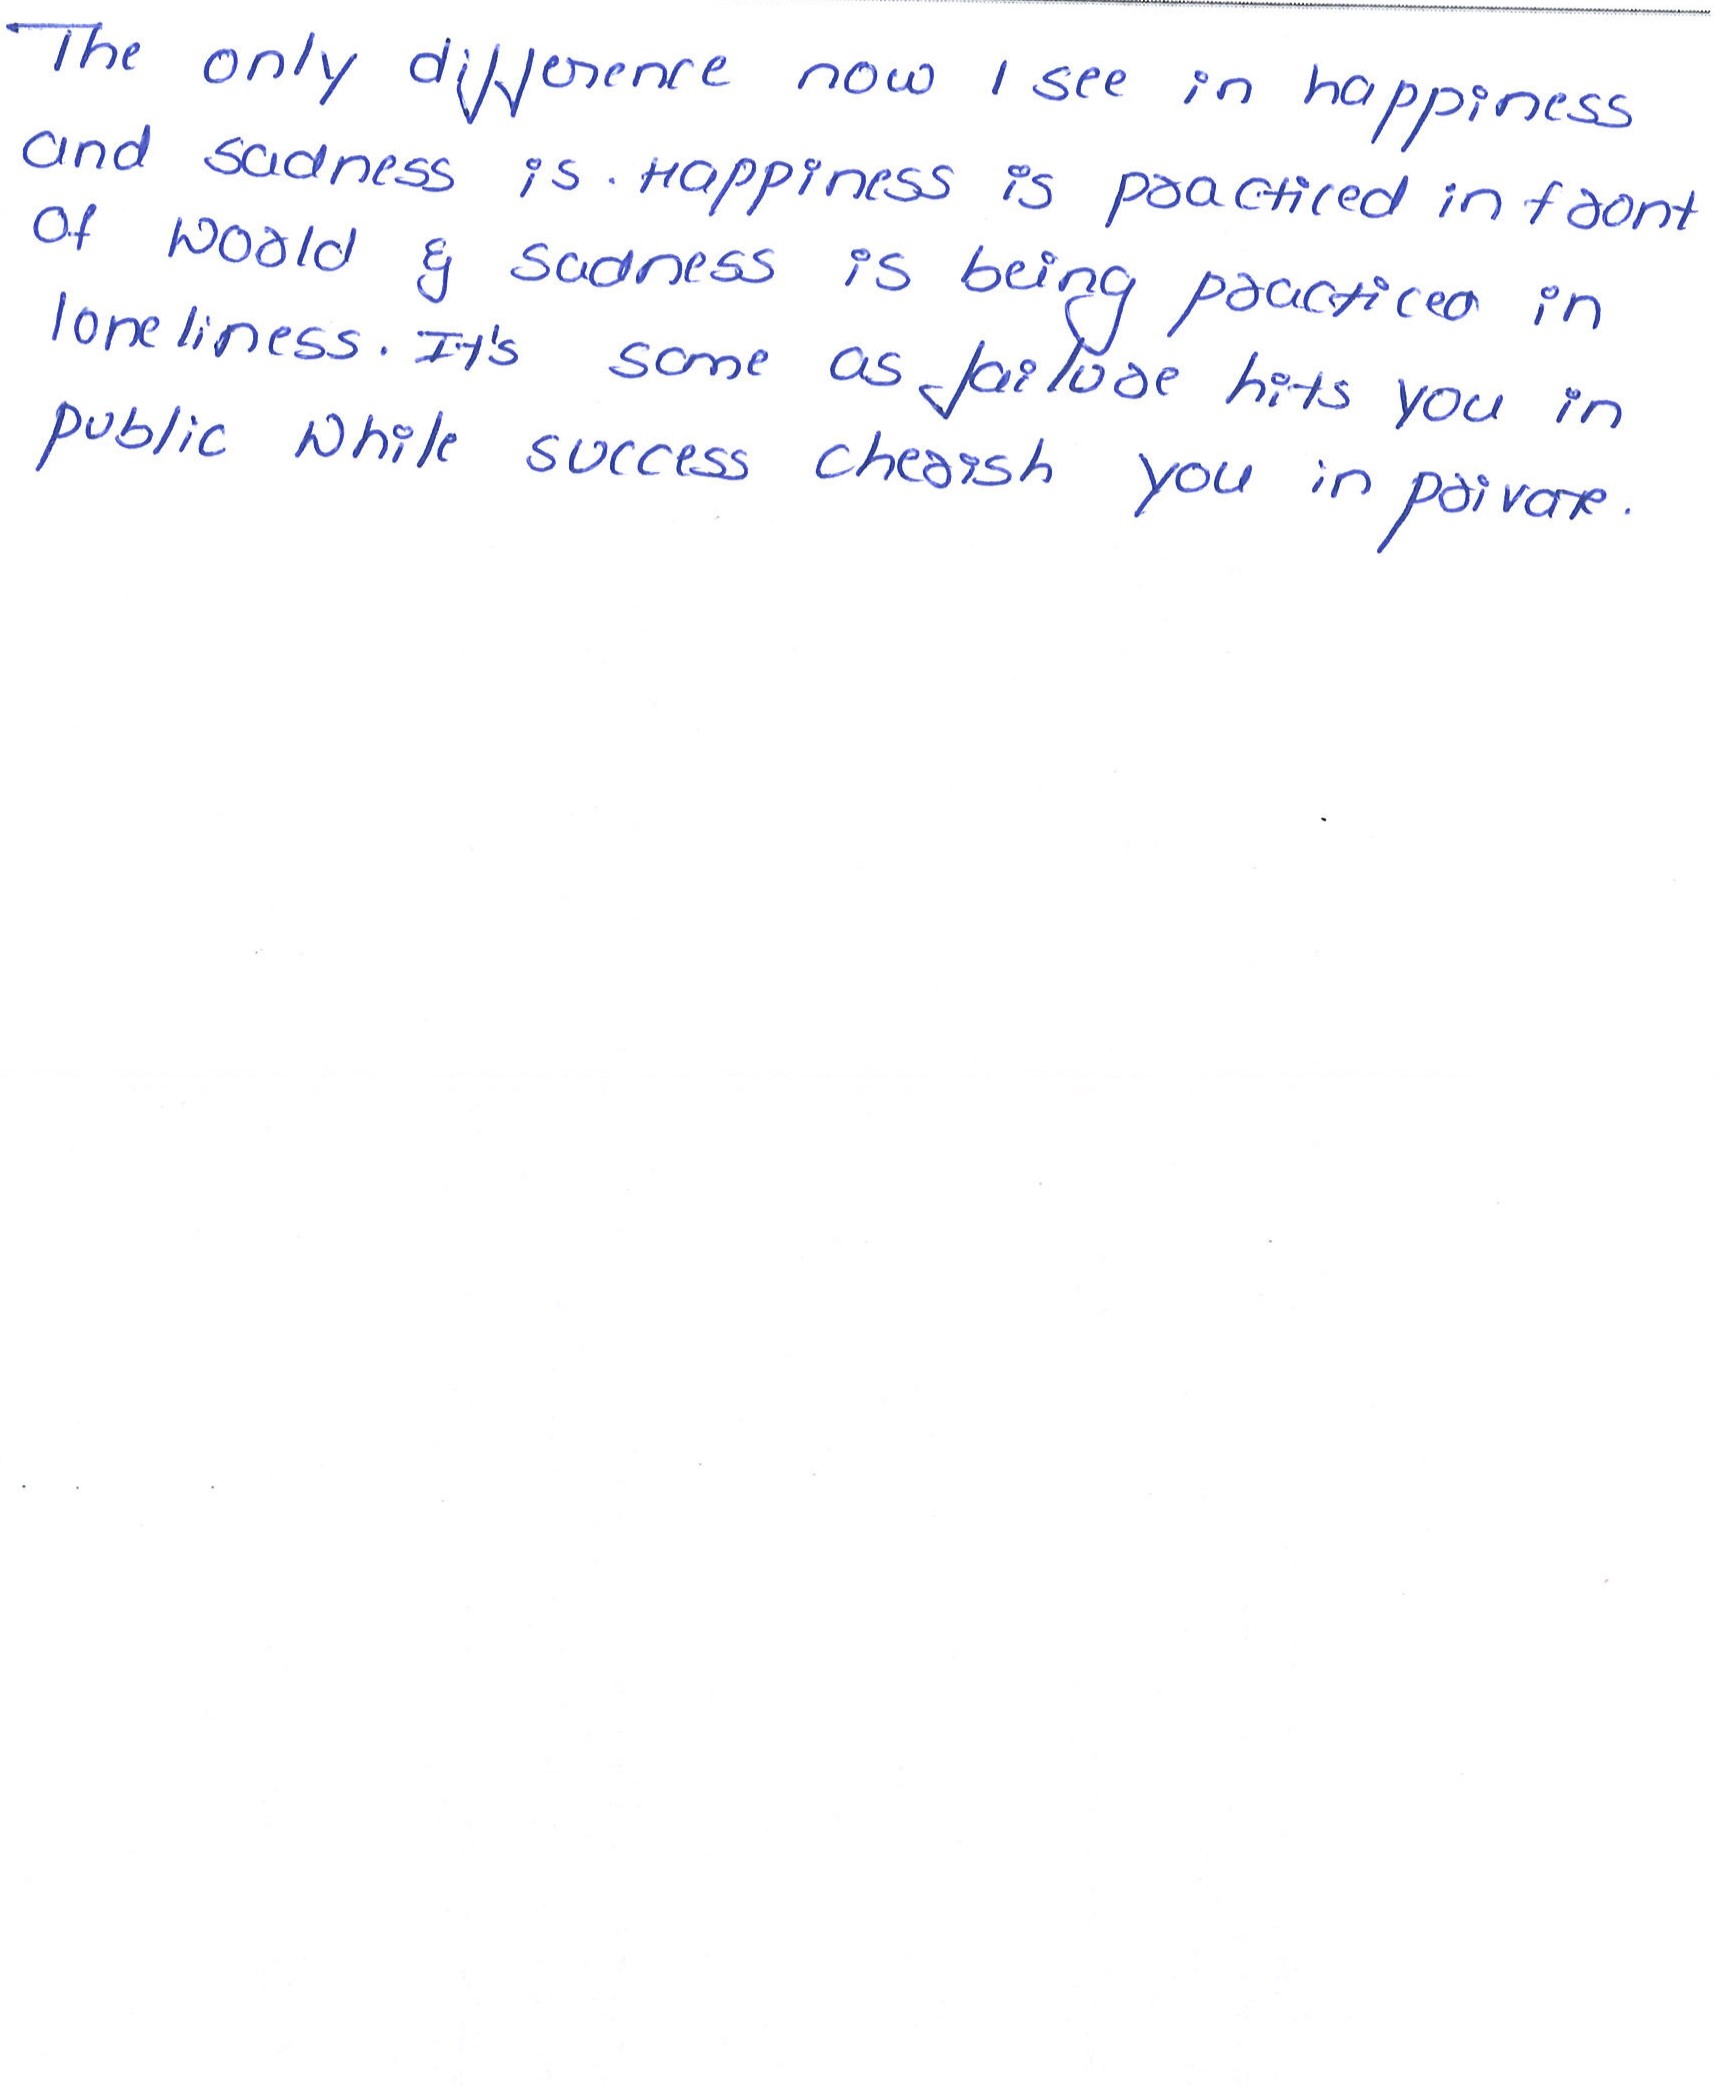 The only difference now I see in happiness
and sadness is. Happiness is practiced in front
of world & sadness is being practiced in
loneliness. It's same as failure hits you in
public while success cherish you in private.